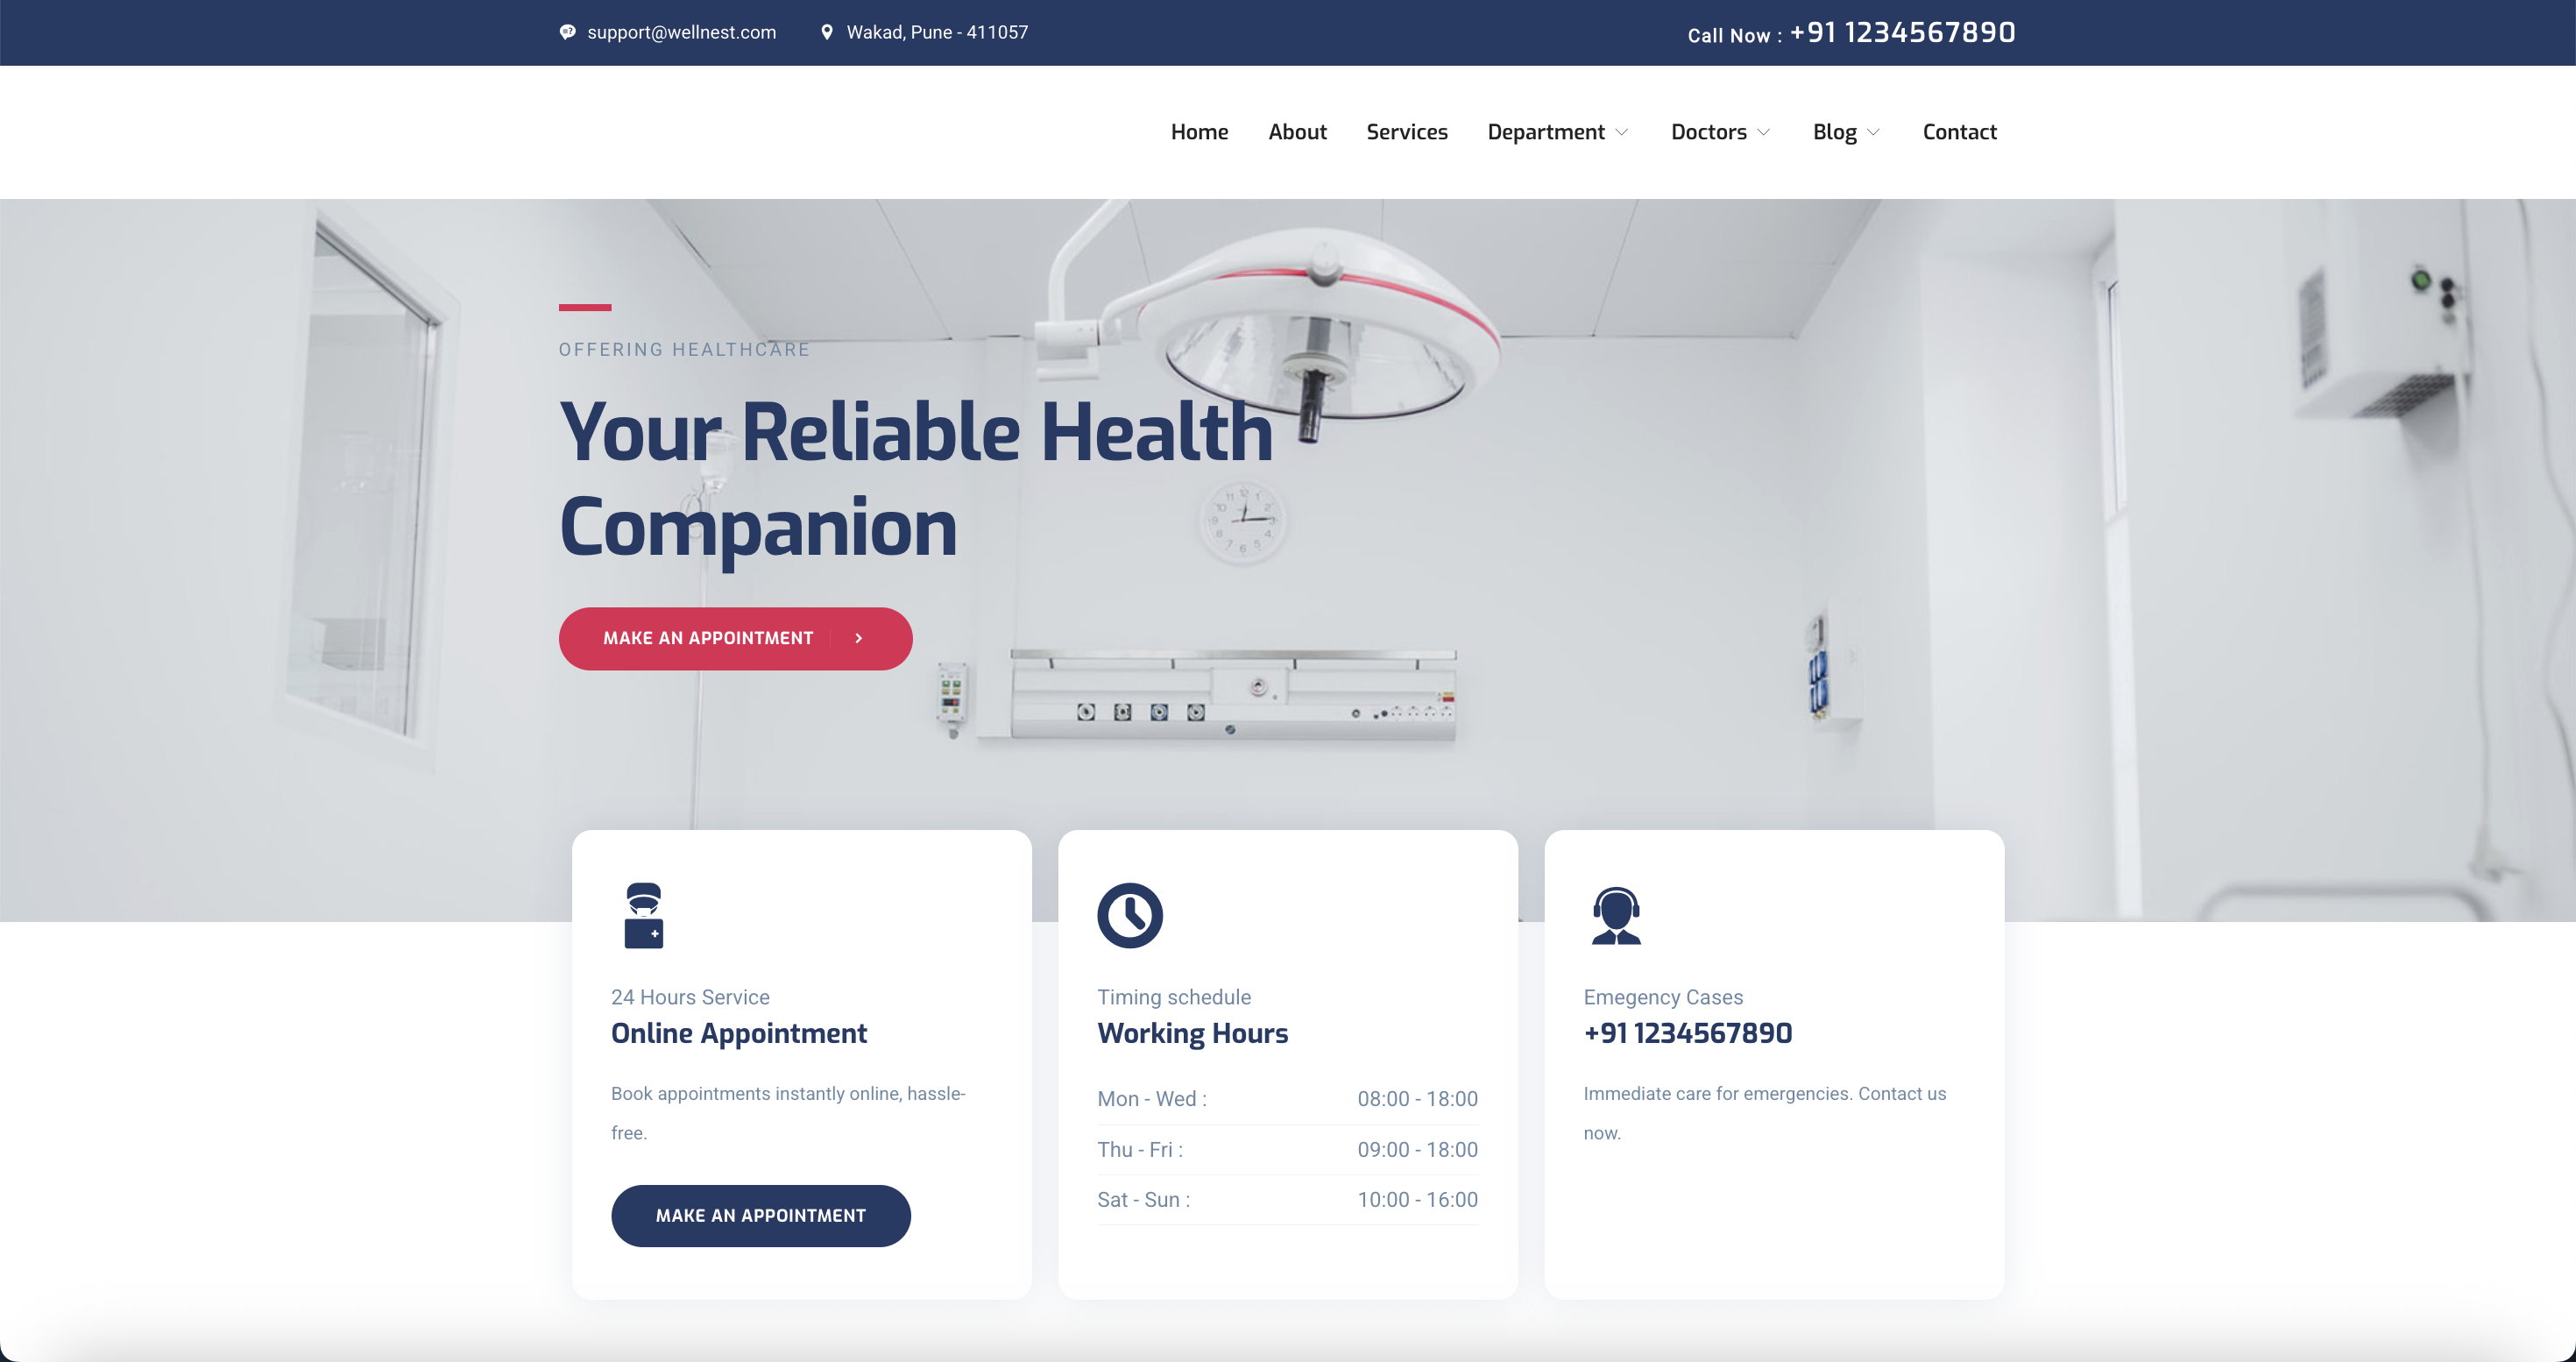 support@wellnest.com
Wakad, Pune - 411057
Call Now : +91 1234567890
Home
About
Services
Department
Doctors
Blog
Contact
OFFERING HEALTHCARE
Your Reliable Health
Companion
MAKE AN APPOINTMENT
24 Hours Service
Online Appointment
Book appointments instantly online, hassle-
free.
MAKE AN APPOINTMENT
Timing schedule
Working Hours
Mon - Wed : 08:00 - 18:00
Thu - Fri : 09:00 - 18:00
Sat - Sun : 10:00 - 16:00
Emegency Cases
+91 1234567890
Immediate care for emergencies. Contact us
now.